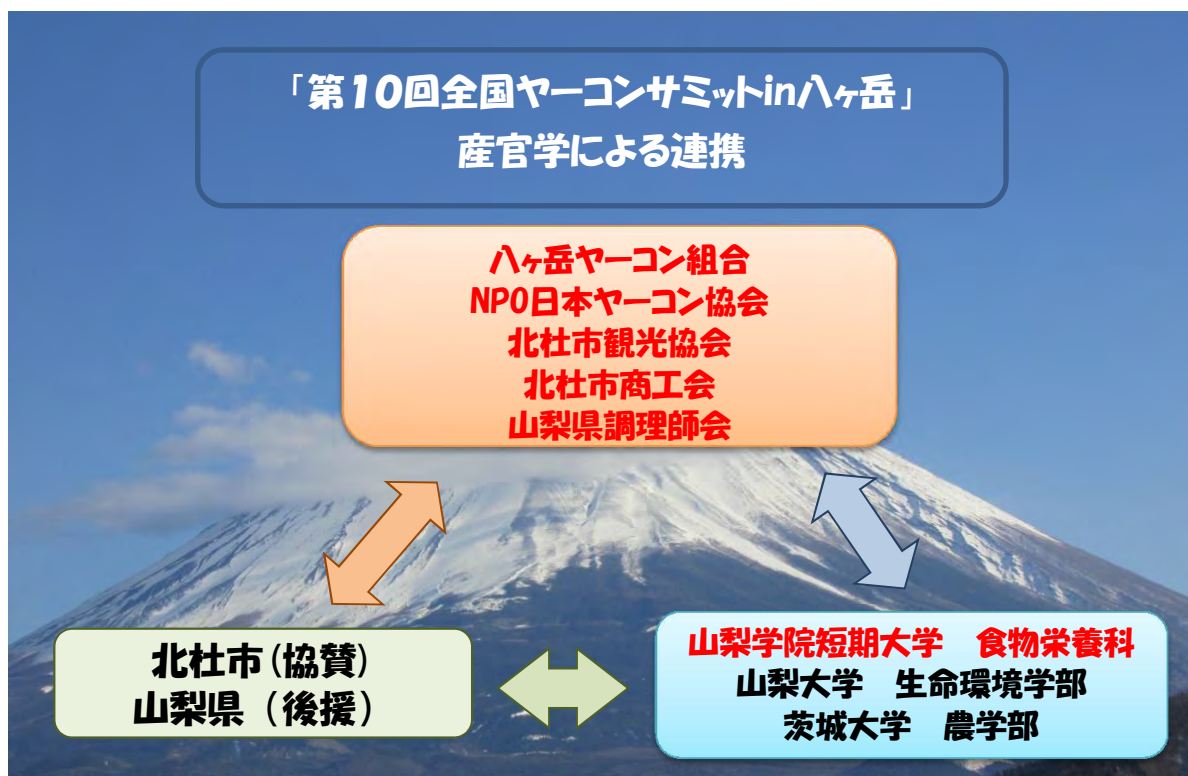 「第10回全国ヤーコンサミットin八ヶ岳」
産官学による連携
八ヶ岳ヤーコン組合
NPO日本ヤーコン協会
北杜市観光協会
北杜市商工会
山梨県調理師会
北杜市(協賛)
山梨県（後援）
山梨学院短期大学　食物栄養科
山梨大学　生命環境学部
茨城大学　農学部